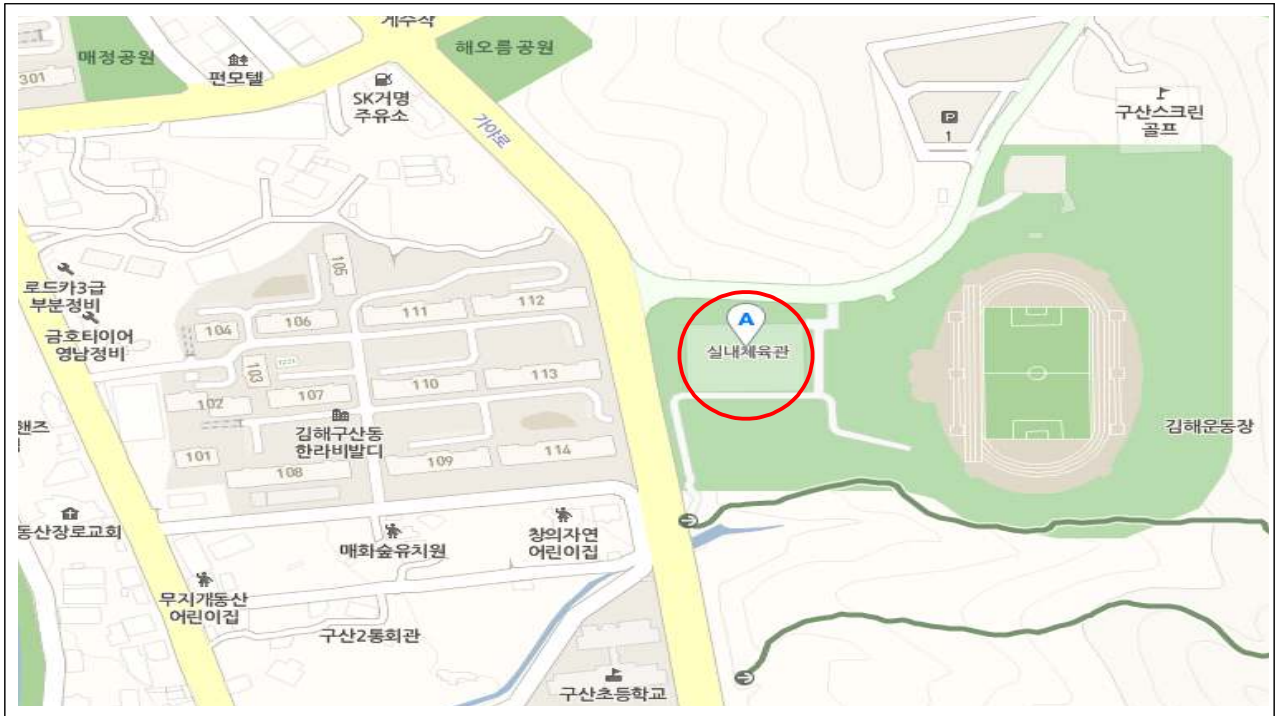 매정공원
펀모텔
301
SK거명
주유소
해오름공원
가야로
P
1
구산스크린
골프
로드카3급
부분정비
금호타이어
영남정비
105
104
106
111
112
103
102
107
110
113
101
108
109
114
김해구산동
한라비발디
A
실내체육관
김해운동장
핸즈
동산장로교회
매화숲유치원
창의자연
어린이집
무지개동산
어린이집
구산2통회관
구산초등학교